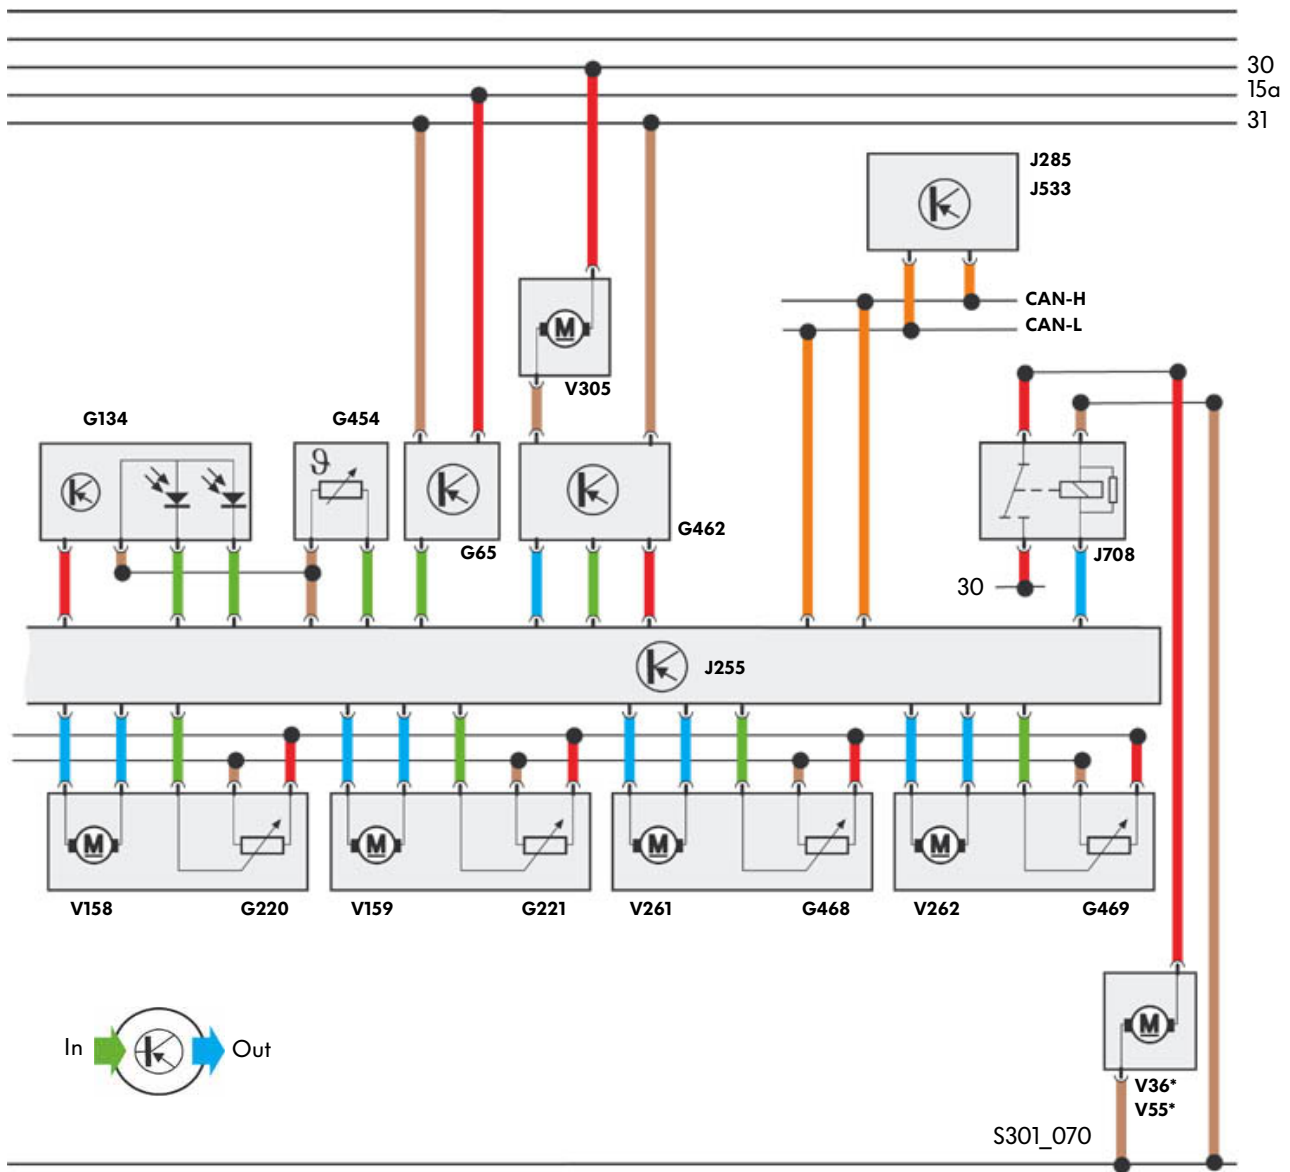 30
15a
31
J285
J533
CAN-H
CAN-L
M
V305
G134
G454
ϑ
G65
G462
J708
30
J255
M
M
M
M
V158
G220
V159
G221
V261
G468
V262
G469
In
Out
M
V36*
V55*
S301_070